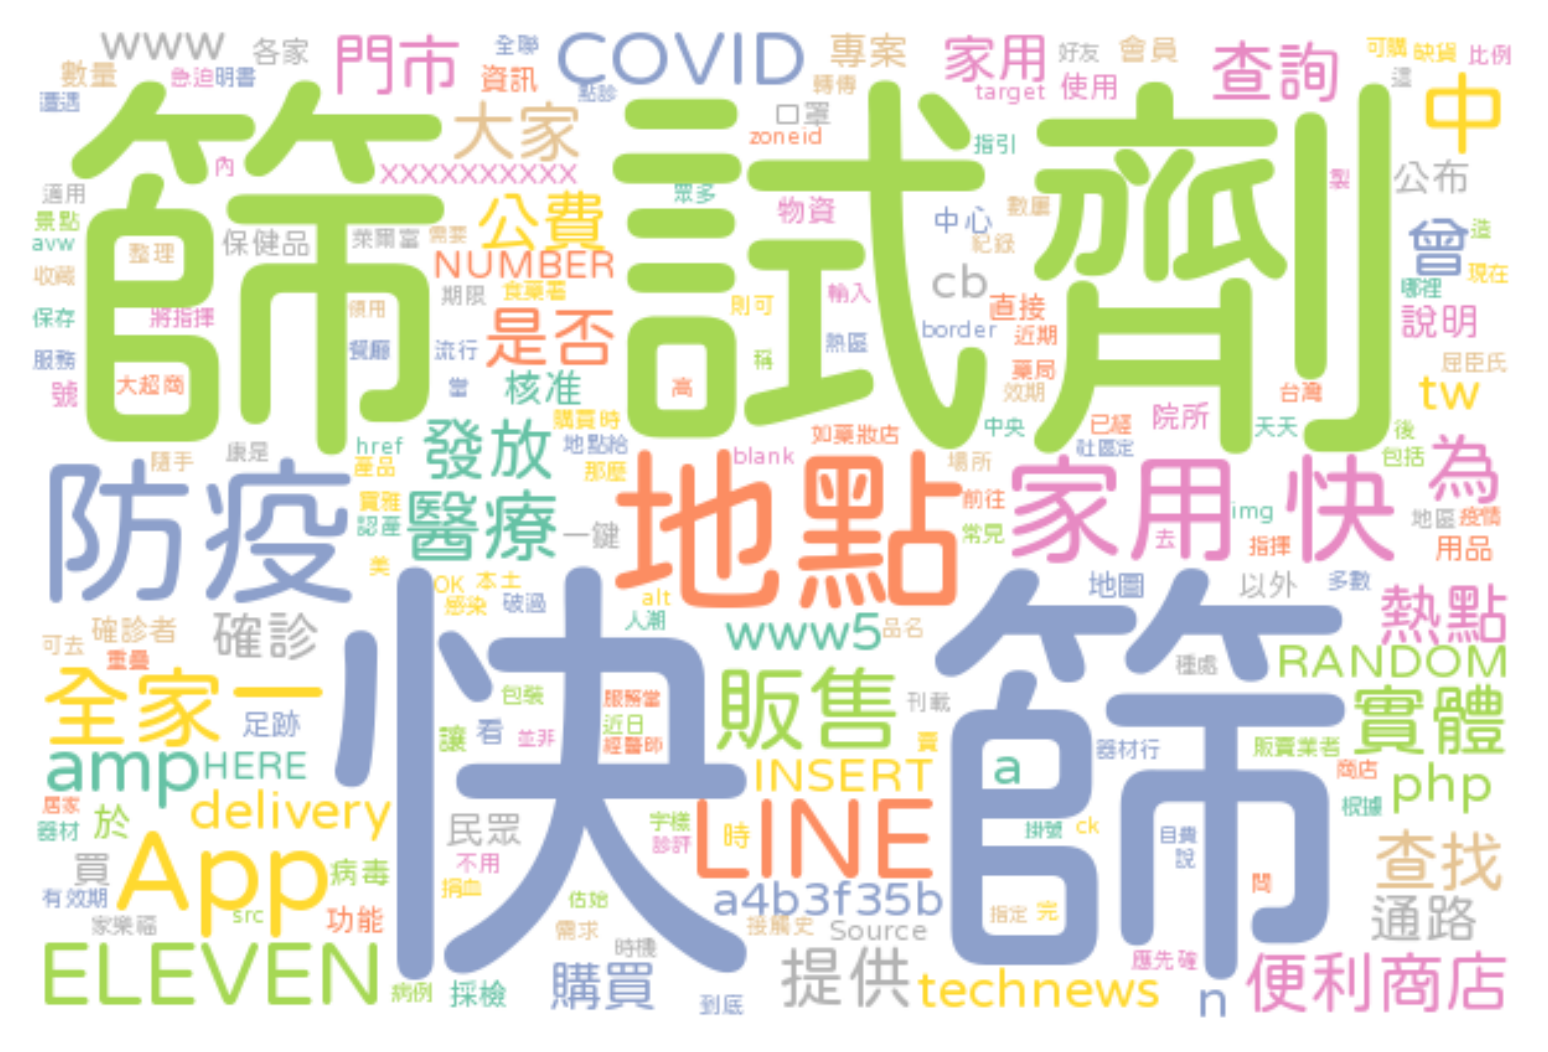 www
各家
門市
全聯
資訊
COVID
專案
家用
好友
會員
查詢
可購
缺貨
比例
數量
急迫
明書
遭遇
點診
轉傳
target
使用
這
中
篩
試劑
大家
口罩
zoneid
指引
內
xxxxxxxxxx
製
公布
適用
眾多
景點
公費
物資
中心
數廣
曾
造
avw
整理
保健品
萊爾富
需要
紀錄
收藏
NUMBER
cb
現在
期限
食藥署
輸入
哪裡
保存
將指揮
領用
則可
直接
說明
服務
餐廳
流行
是否
熱區
border
近期
稱
屈臣氏
號
大超商
當
核准
高
藥局
效期
台灣
tw
購買時
如藥妝店
中央
已經
院所
天天
後
隨手
康是
href
發放
地點給
社區定
包括
為
產品
那麼
blank
場所
防疫
寶雅
地點
前往
家用
快
認產
醫療
一鍵
常見
去
img
地區
疫情
指揮
用品
美
OK
本土
感染
破過
alt
地圖
以外
多數
熱點
可去
確診者
確診
人潮
www5
品名
重疊
快篩
種處
RANDOM
全家一
足跡
包裝
服務當
近日
販售
刊載
實體
讓
看
並非
經醫師
賣
器材行
販賣業者
amp
HERE
INSERT
a
商店
php
居家
器材
於
delivery
民眾
字樣
診評
時
LINE
掛號
ck
自費
說
根據
買
App
病毒
不用
捐血
查找
有效期
a4b3f35b
問
家樂福
src
功能
估始
需求
接觸史
Source
指定
完
通路
ELEVEN
病例
採檢
時機
購買
到底
提供
technews
應先確
n
便利商店